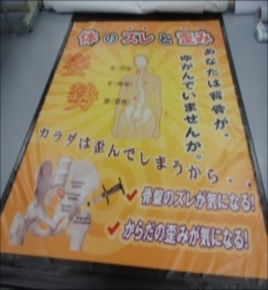 体のズレと歪み
姿勢
あなたは背骨が、
ゆがんでいませんか。
カラダは歪んでしまうから・・
骨盤のズレが気になる!
からだの歪みが気になる!